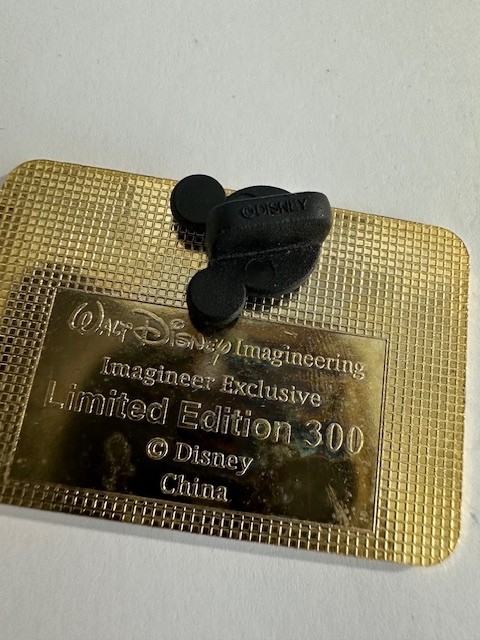 ©DISNEY
Walt Disney Imagineering
Imagineer Exclusive
Limited Edition 300
© Disney
China